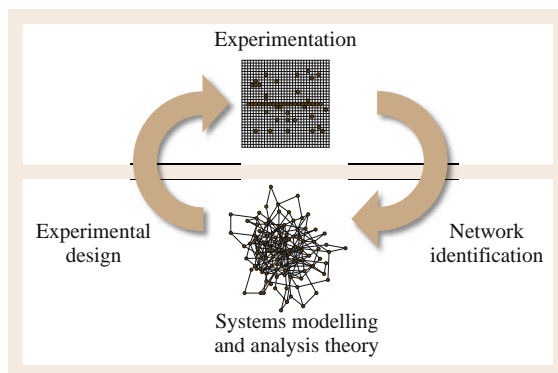 Experimentation
Experimental
design
Network
identification
Systems modelling
and analysis theory